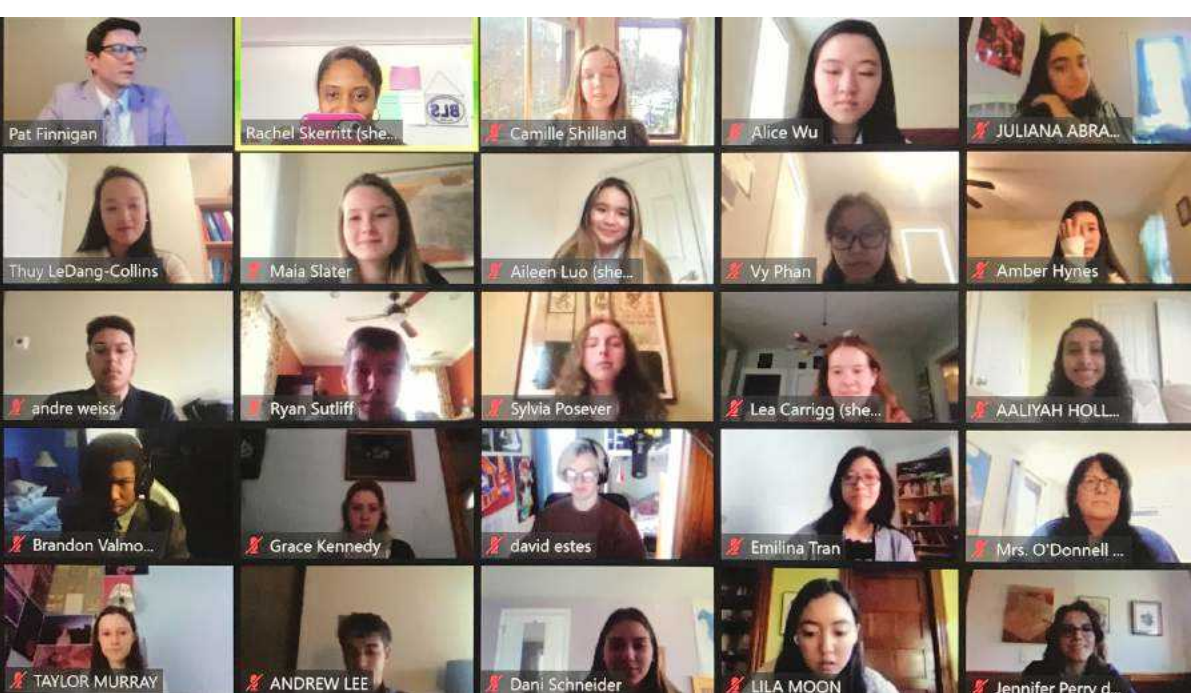 Pat Finnigan
BLS
Rachel Skerritt (she...
Camille Shilland
Alice Wu
JULIANA ABRA...
Thuy LeDang-Collins
Maia Slater
Aileen Luo (she...
Vy Phan
Amber Hynes
andre weiss
Ryan Sutliff
Sylvia Posever
Lea Carrigg (she...
AALIYAH HOLL...
Brandon Valmo...
Grace Kennedy
david estes
Emilina Tran
Mrs. O'Donnell ...
TAYLOR MURRAY
ANDREW LEE
Dani Schneider
LILA MOON
Jennifer Perry d